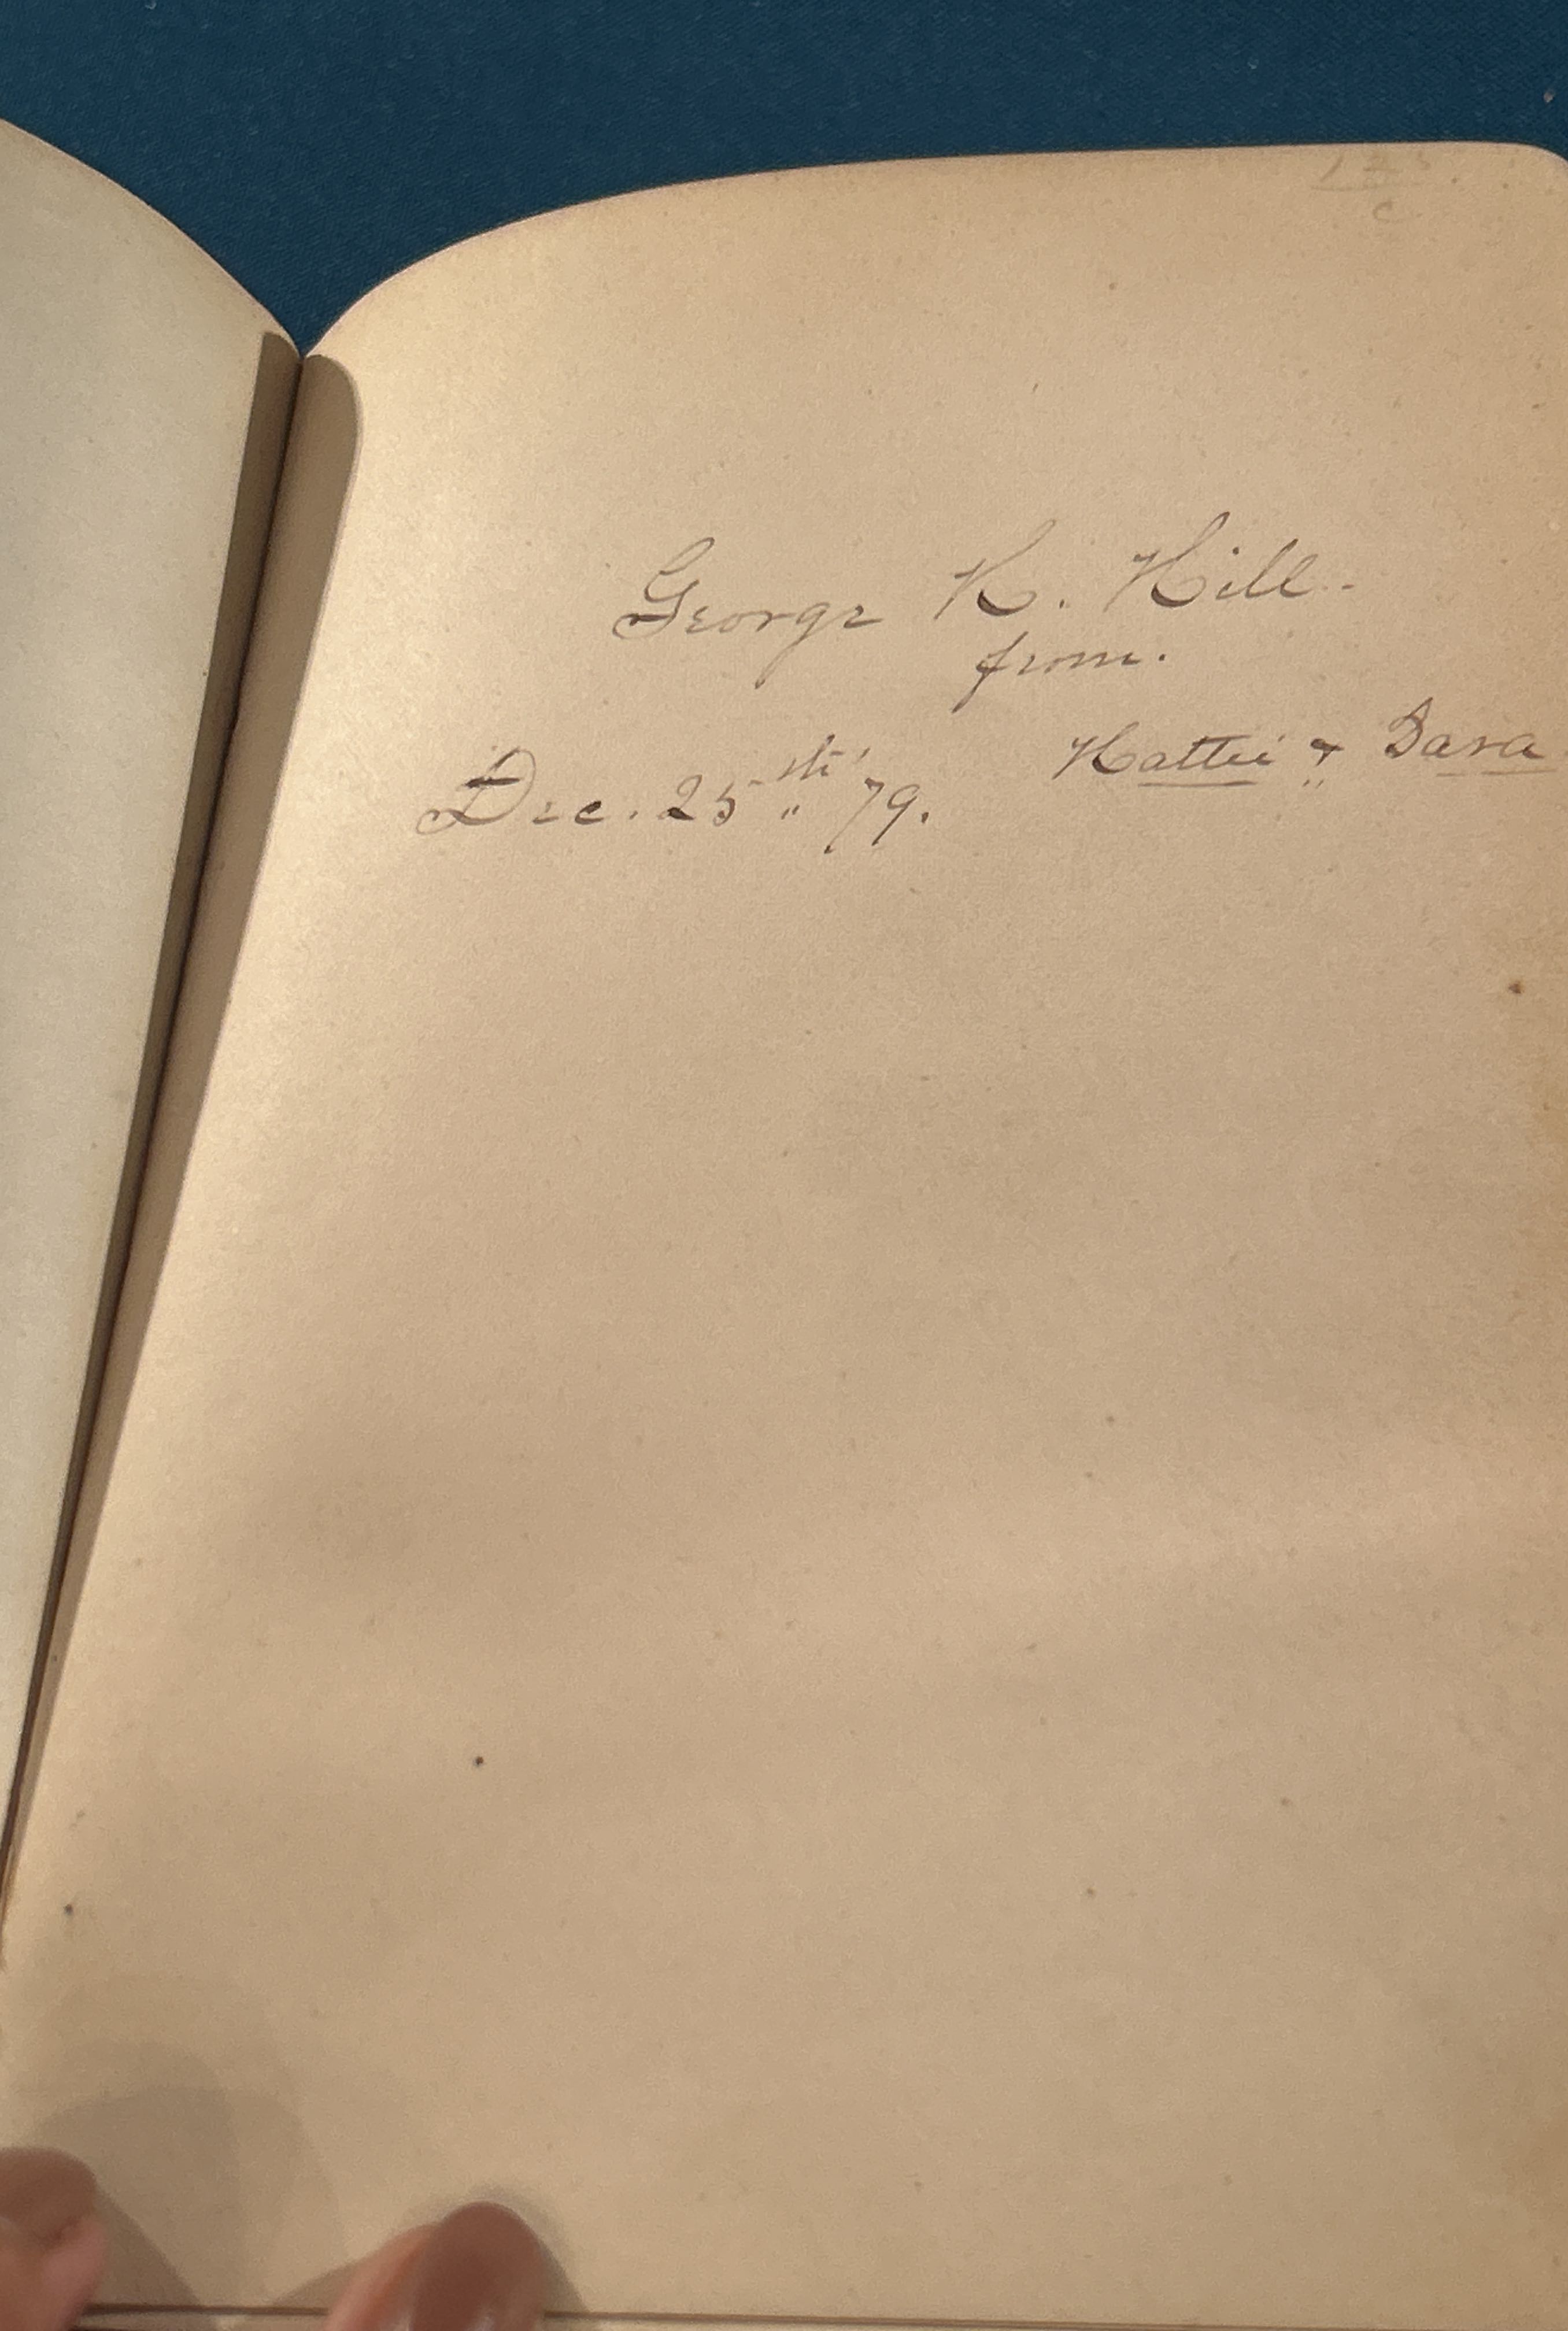 George K. Hill.
from.
Hattie & Sara
Dec. 25th '79.